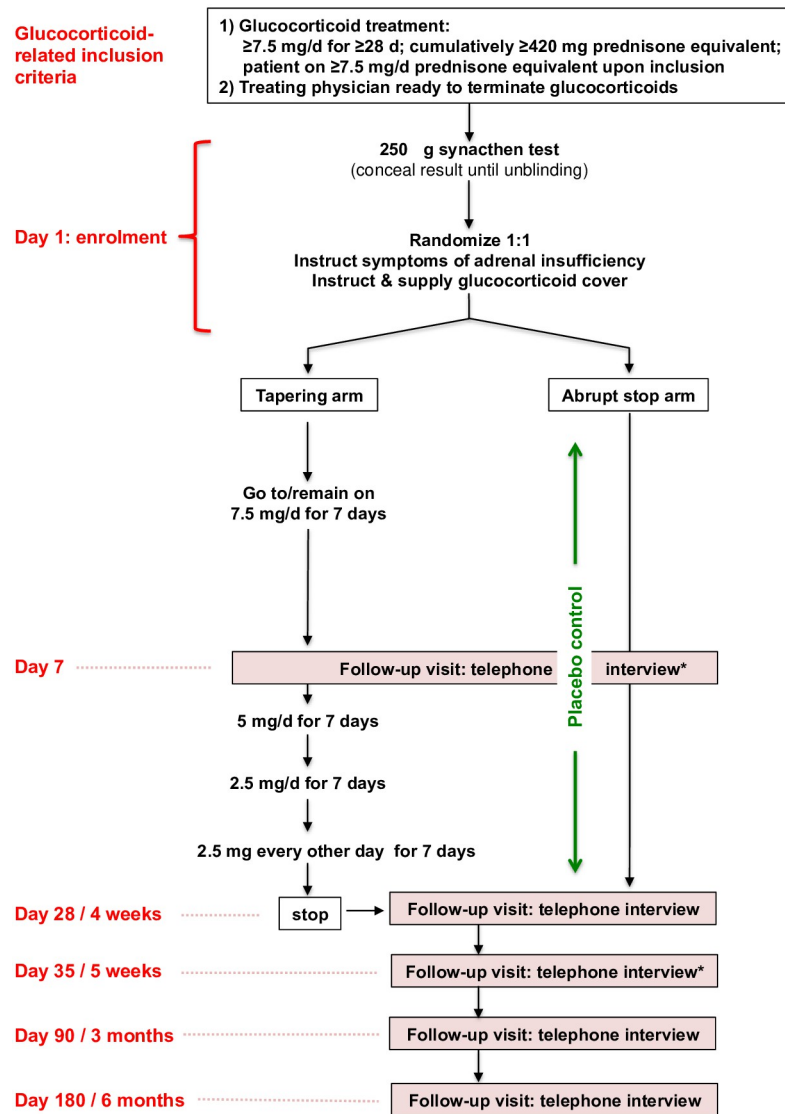 Glucocorticoid-
related inclusion
criteria
1) Glucocorticoid treatment:
≥7.5 mg/d for ≥28 d; cumulatively ≥420 mg prednisone equivalent;
patient on ≥7.5 mg/d prednisone equivalent upon inclusion
2) Treating physician ready to terminate glucocorticoids
250 g synacthen test
(conceal result until unblinding)
Day 1: enrolment
Randomize 1:1
Instruct symptoms of adrenal insufficiency
Instruct & supply glucocorticoid cover
Tapering arm
Abrupt stop arm
Go to/remain on
7.5 mg/d for 7 days
Placebo control
Day 7
Follow-up visit: telephone interview*
5 mg/d for 7 days
2.5 mg/d for 7 days
2.5 mg every other day for 7 days
Day 28 / 4 weeks
stop
Follow-up visit: telephone interview
Day 35 / 5 weeks
Follow-up visit: telephone interview*
Day 90 / 3 months
Follow-up visit: telephone interview
Day 180 / 6 months
Follow-up visit: telephone interview